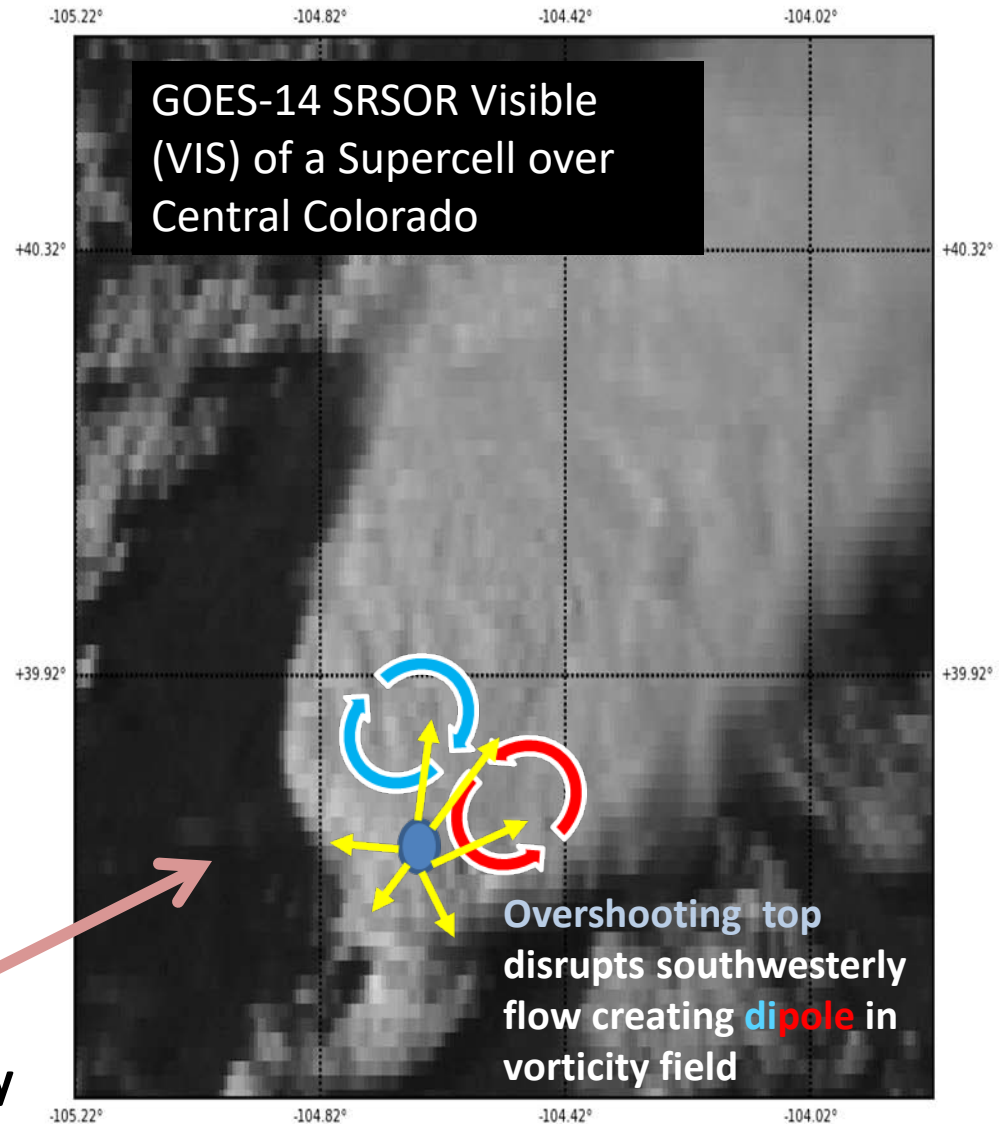 -105.22° -104.82° -104.42° -104.02°
GOES-14 SRSOR Visible
(VIS) of a Supercell over
Central Colorado
+40.32° +40.32°
+39.92° +39.92°
Overshooting top
disrupts southwesterly
flow creating dipole in
vorticity field
-105.22° -104.82° -104.42° -104.02°